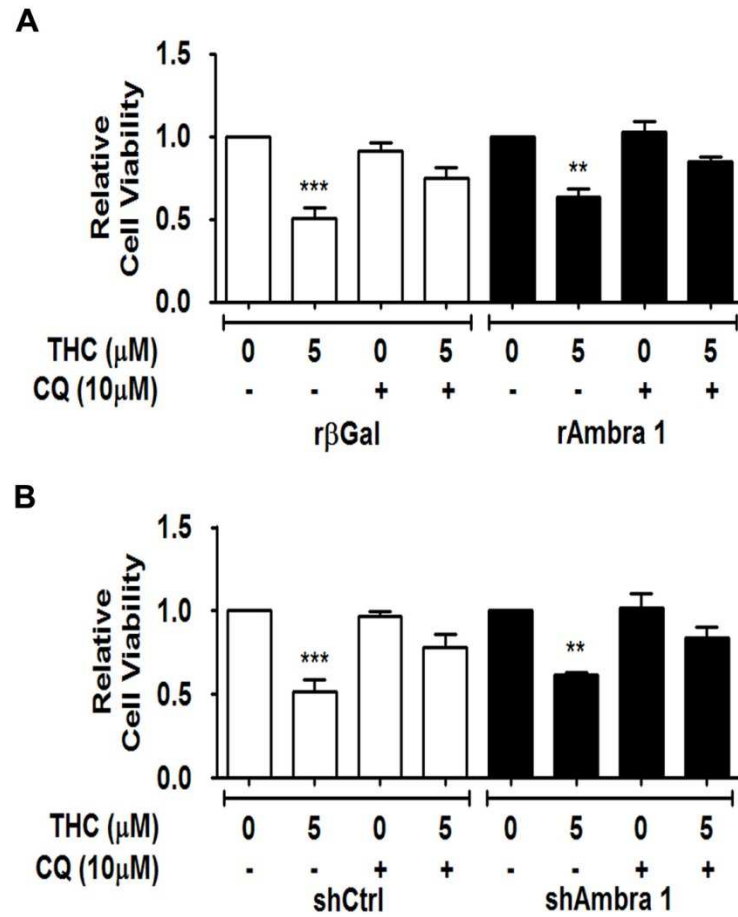 A
Relative
Cell Viability
1.5
1.0
0.5
0.0
***
**
THC (μM) 0 5 0 5 0 5 0 5
CQ (10μM) - - + + - - + +
rβGal rAmbra 1
B
Relative
Cell Viability
1.5
1.0
0.5
0.0
***
**
THC (μM) 0 5 0 5 0 5 0 5
CQ (10μM) - - + + - - + +
shCtrl shAmbra 1